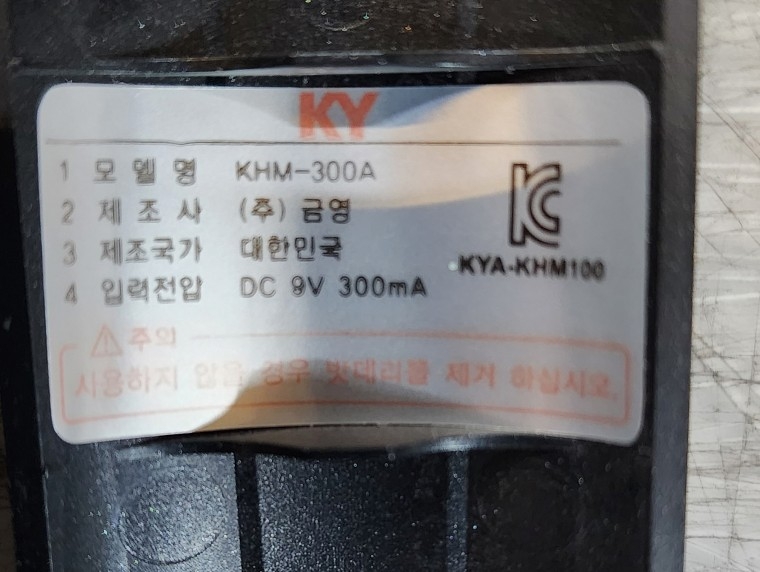 KY
1 모 델 명 KHM-300A
2 제 조 사 (주) 금영
3 제조국가 대한민국
4 입력전압 DC 9V 300mA
KC
KYA-KHM100
주의
사용하지 않을 경우 밧데리를 제거 하십시오.